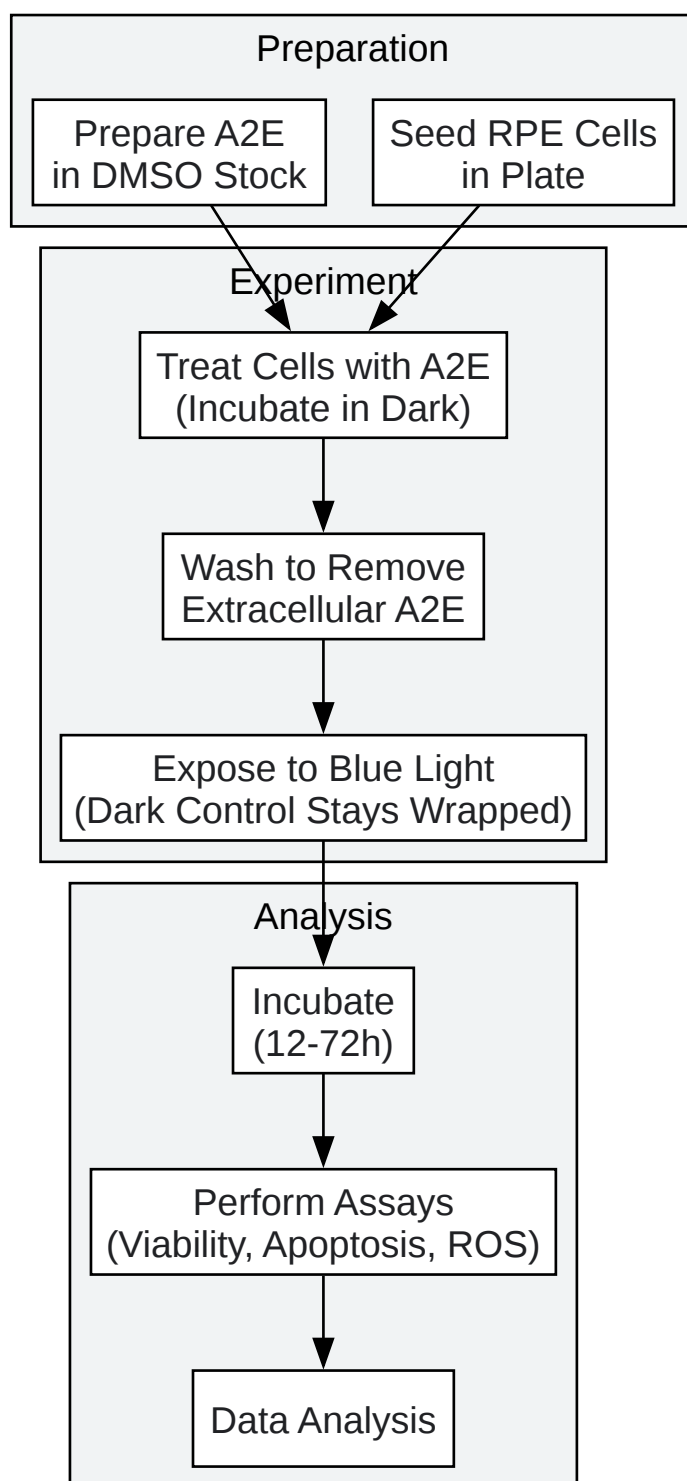 Preparation
Prepare A2E
in DMSO Stock
Seed RPE Cells
in Plate
Experiment
Treat Cells with A2E
(Incubate in Dark)
Wash to Remove
Extracellular A2E
Expose to Blue Light
(Dark Control Stays Wrapped)
Analysis
Incubate
(12-72h)
Perform Assays
(Viability, Apoptosis, ROS)
Data Analysis